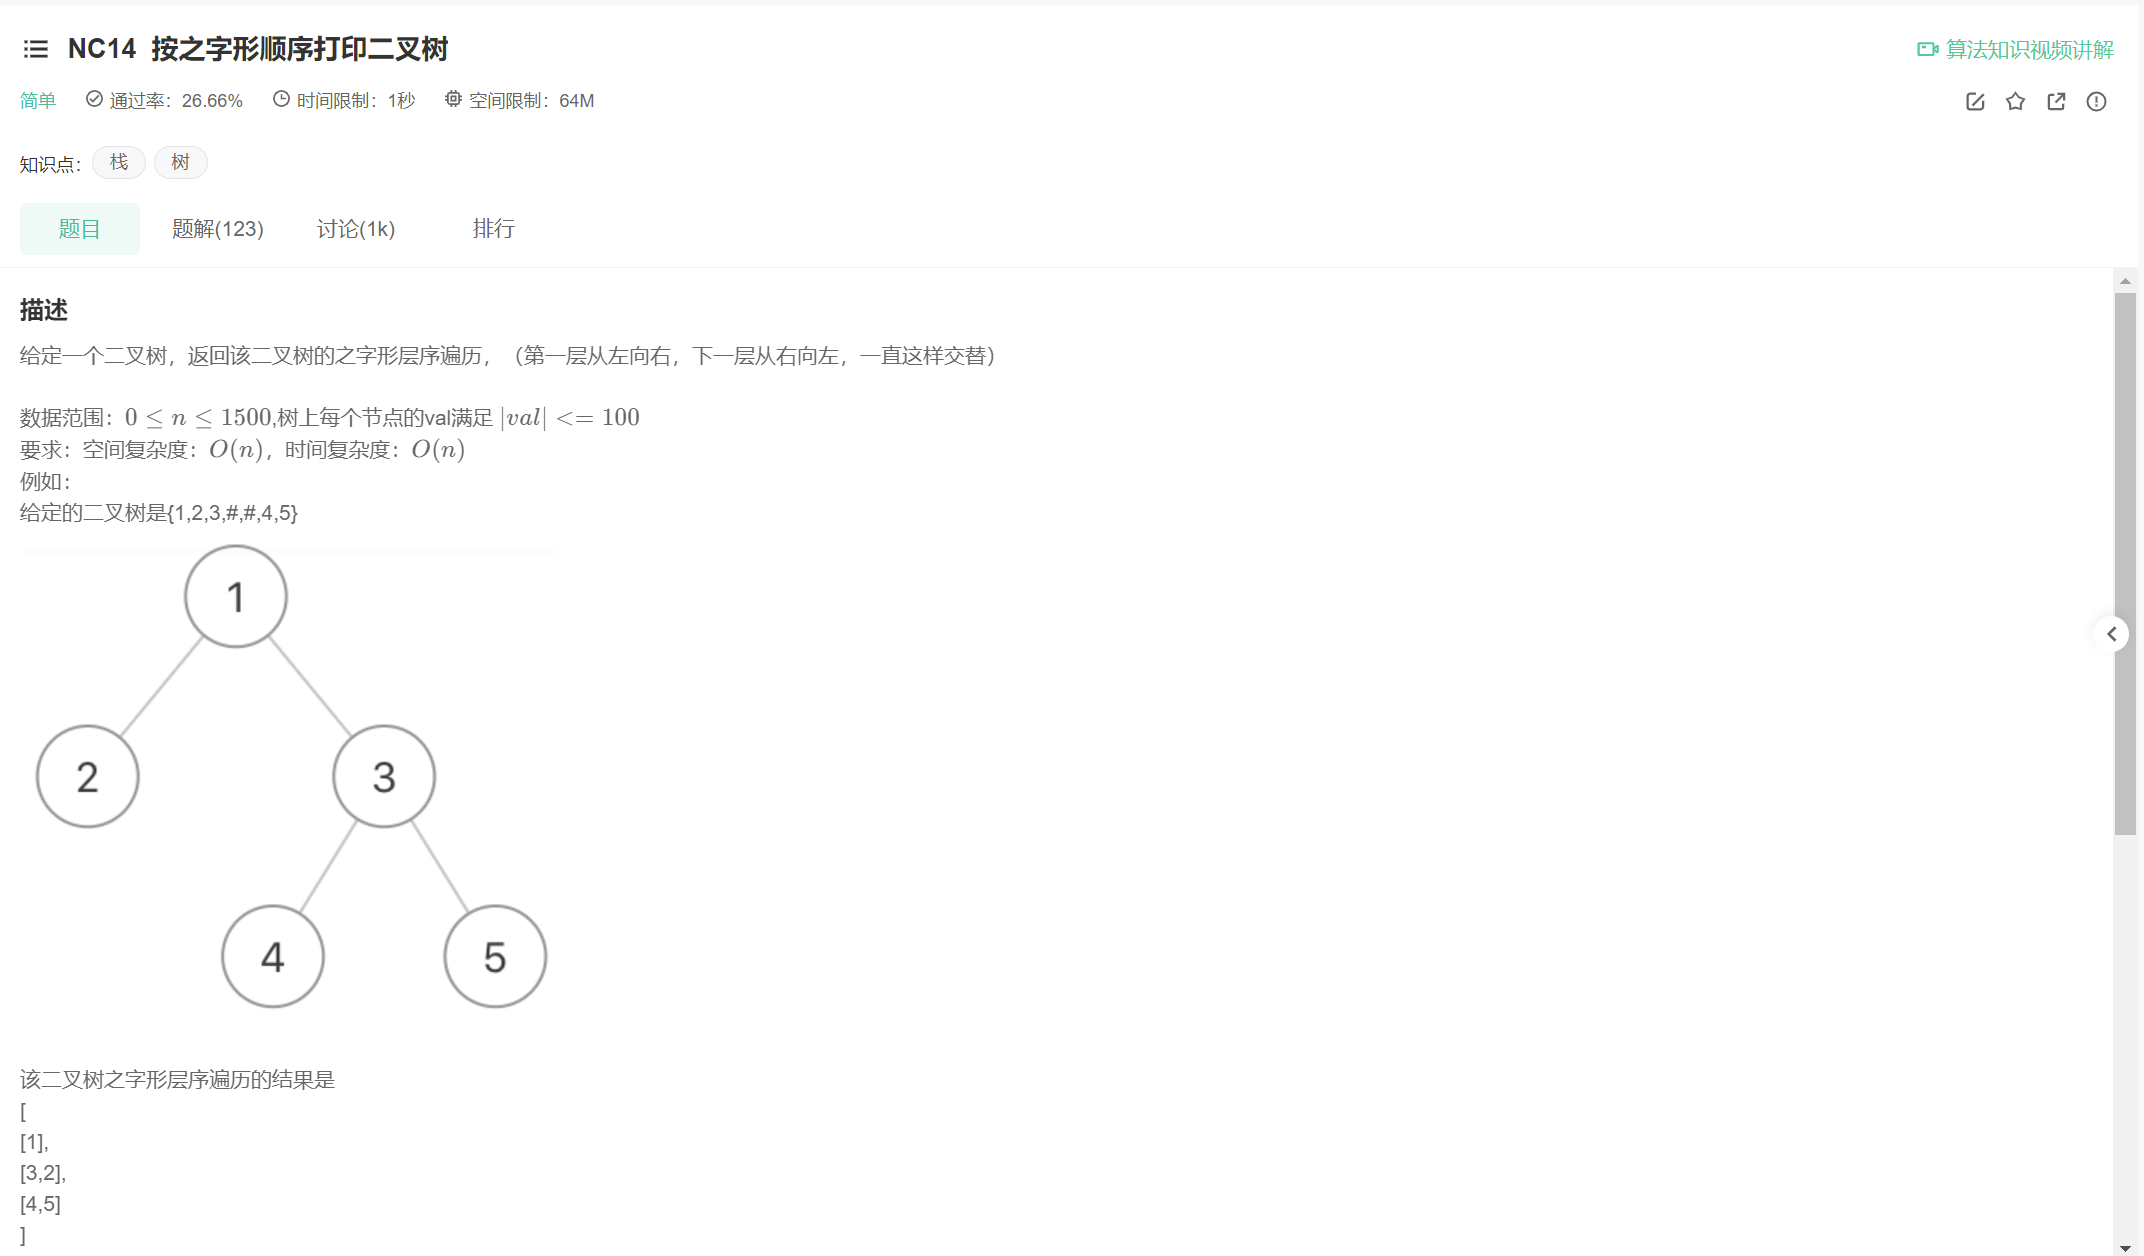 NC14 按之字形顺序打印二叉树
算法知识视频讲解
简单 通过率：26.66% 时间限制：1秒 空间限制：64M
知识点： 栈 树
题目 题解(123) 讨论(1k) 排行
描述
给定一个二叉树，返回该二叉树的之字形层序遍历，（第一层从左向右，下一层从右向左，一直这样交替）
数据范围：0 ≤ n ≤ 1500,树上每个节点的val满足 |val| <= 100
要求：空间复杂度：O(n)，时间复杂度：O(n)
例如：
给定的二叉树是{1,2,3,#,#,4,5}
1
2 3
4 5
该二叉树之字形层序遍历的结果是
[
[1],
[3,2],
[4,5]
]